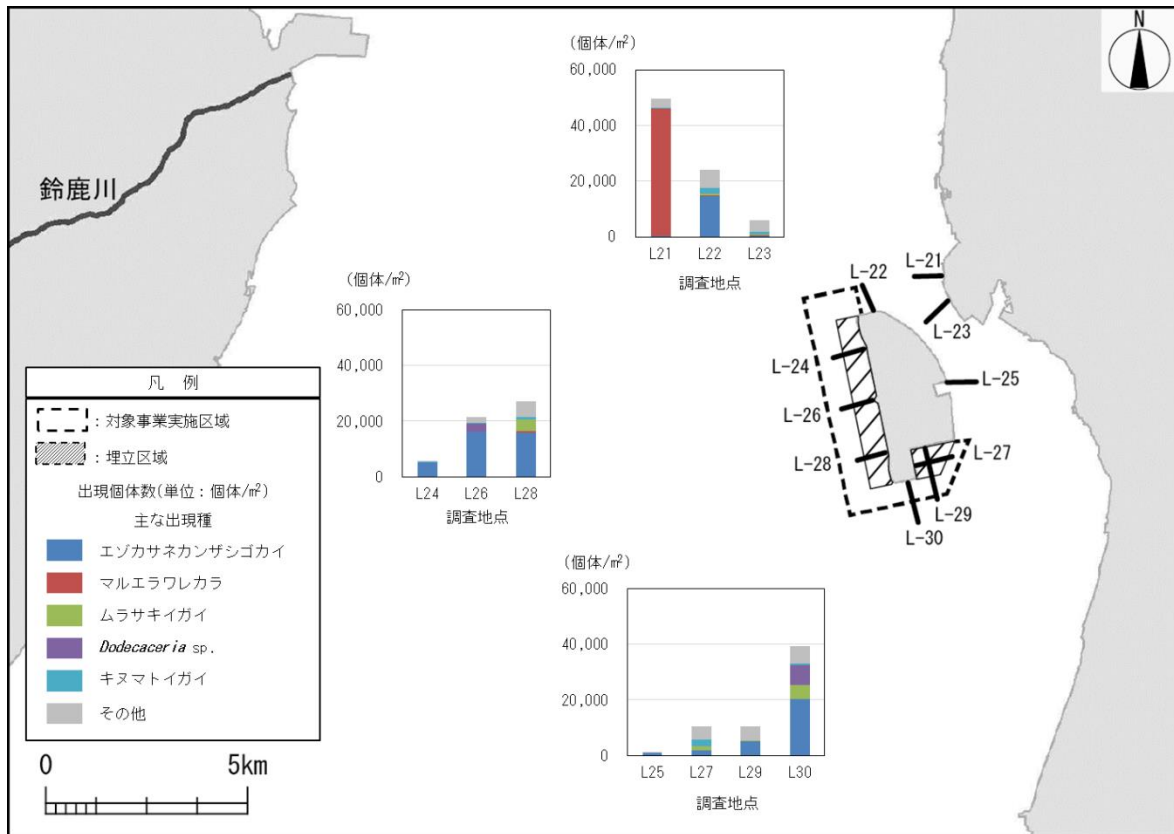 N
(個体/㎡)
60,000
40,000
20,000
0
L21 L22 L23
調査地点
鈴鹿川
L-21
L-22
L-23
L-24
L-25
L-26
L-27
L-28
L-29
L-30
(個体/㎡)
60,000
40,000
20,000
0
L24 L26 L28
調査地点
凡 例
：対象事業実施区域
：埋立区域
出現個体数(単位：個体/㎡)
主な出現種
エゾカサネカンザシゴカイ
マルエラワレカラ
ムラサキイガイ
Dodecaceria sp.
キヌマトイガイ
その他
0 5km
(個体/㎡)
60,000
40,000
20,000
0
L25 L27 L29 L30
調査地点